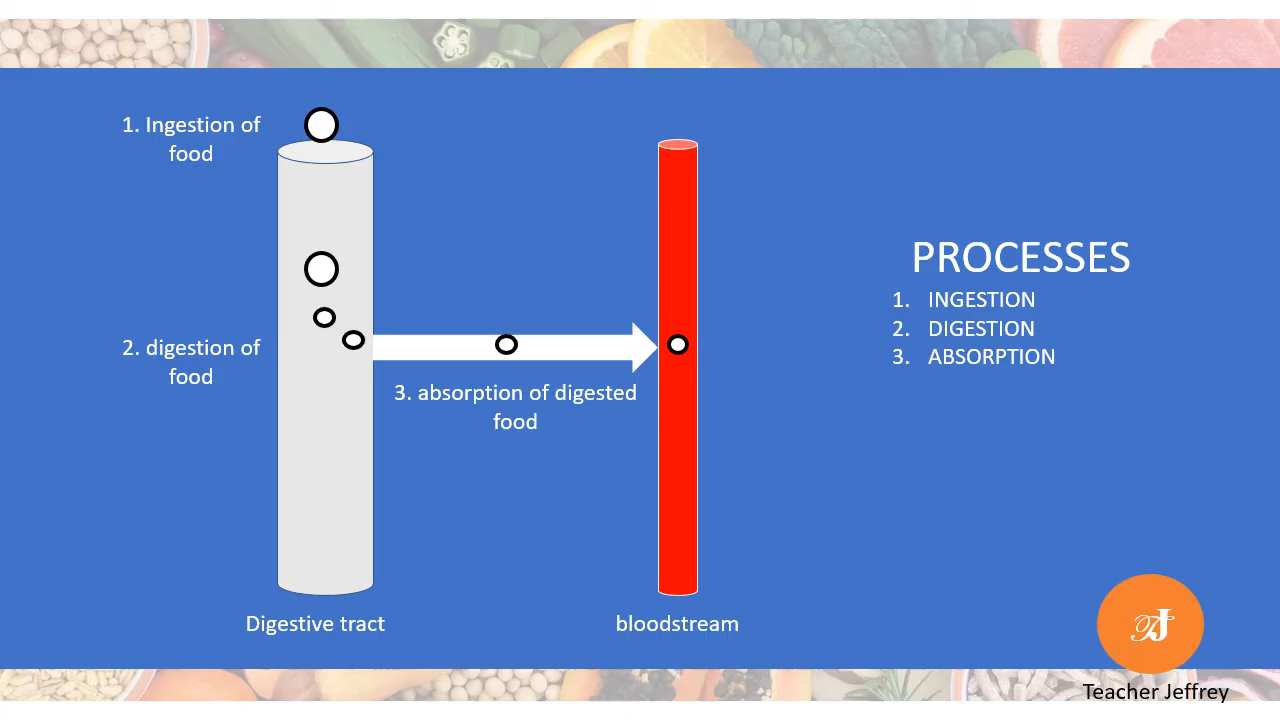 1. Ingestion of
food
2. digestion of
food
3. absorption of digested
food
Digestive tract
bloodstream
PROCESSES
1. INGESTION
2. DIGESTION
3. ABSORPTION
TJ
Teacher Jeffrey